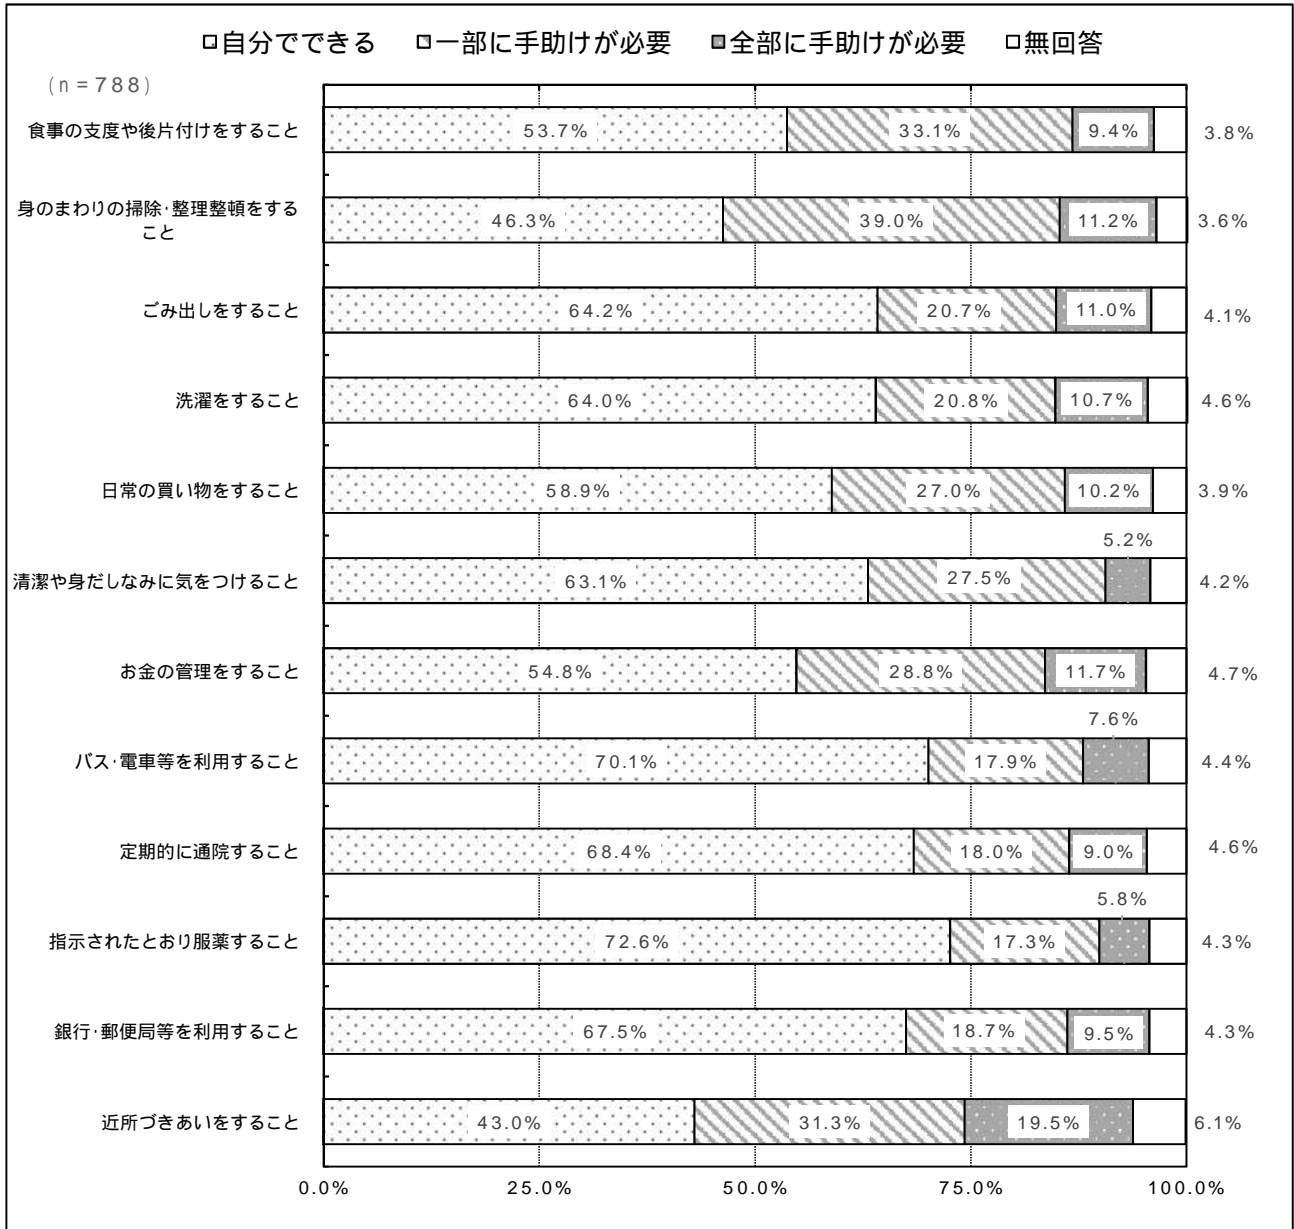 自分でできる 一部に手助けが必要 全部に手助けが必要 無回答
(n=788)
食事の支度や後片付けをすること 53.7% 33.1% 9.4% 3.8%
身のまわりの掃除･整理整頓をする
こと 46.3% 39.0% 11.2% 3.6%
ごみ出しをすること 64.2% 20.7% 11.0% 4.1%
洗濯をすること 64.0% 20.8% 10.7% 4.6%
日常の買い物をすること 58.9% 27.0% 10.2% 3.9%
5.2%
清潔や身だしなみに気をつけること 63.1% 27.5% 4.2%
お金の管理をすること 54.8% 28.8% 11.7% 4.7%
7.6%
バス･電車等を利用すること 70.1% 17.9% 4.4%
定期的に通院すること 68.4% 18.0% 9.0% 4.6%
5.8%
指示されたとおり服薬すること 72.6% 17.3% 4.3%
銀行･郵便局等を利用すること 67.5% 18.7% 9.5% 4.3%
近所づきあいをすること 43.0% 31.3% 19.5% 6.1%
0.0% 25.0% 50.0% 75.0% 100.0%